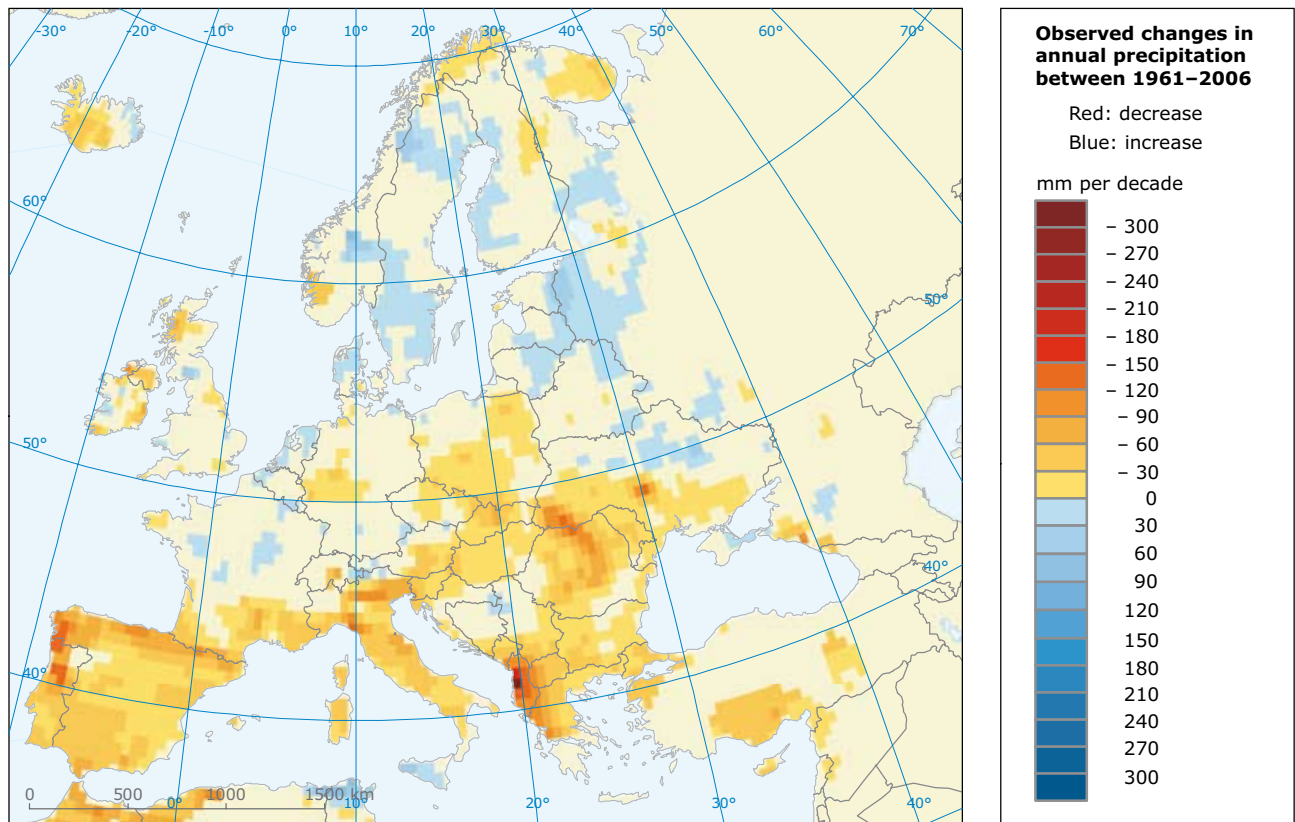 -30° -20° -10° 0° 10° 20° 30° 40° 50° 60° 70°
60°
50°
50°
40°
40°
0 500 1000 1500 km
0° 10° 20° 30° 40°
Observed changes in
annual precipitation
between 1961–2006
Red: decrease
Blue: increase
mm per decade
– 300
– 270
– 240
– 210
– 180
– 150
– 120
– 90
– 60
– 30
0
30
60
90
120
150
180
210
240
270
300